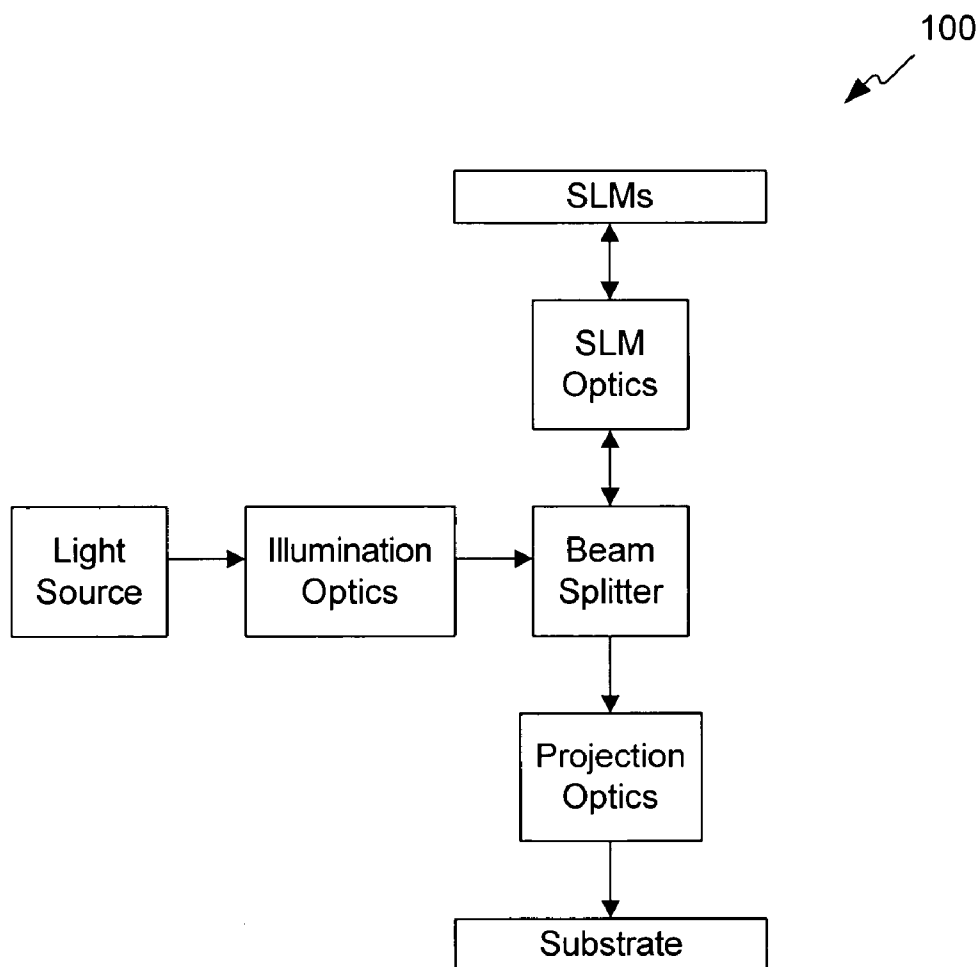 100
SLMs
SLM
Optics
Light
Source
Illumination
Optics
Beam
Splitter
Projection
Optics
Substrate